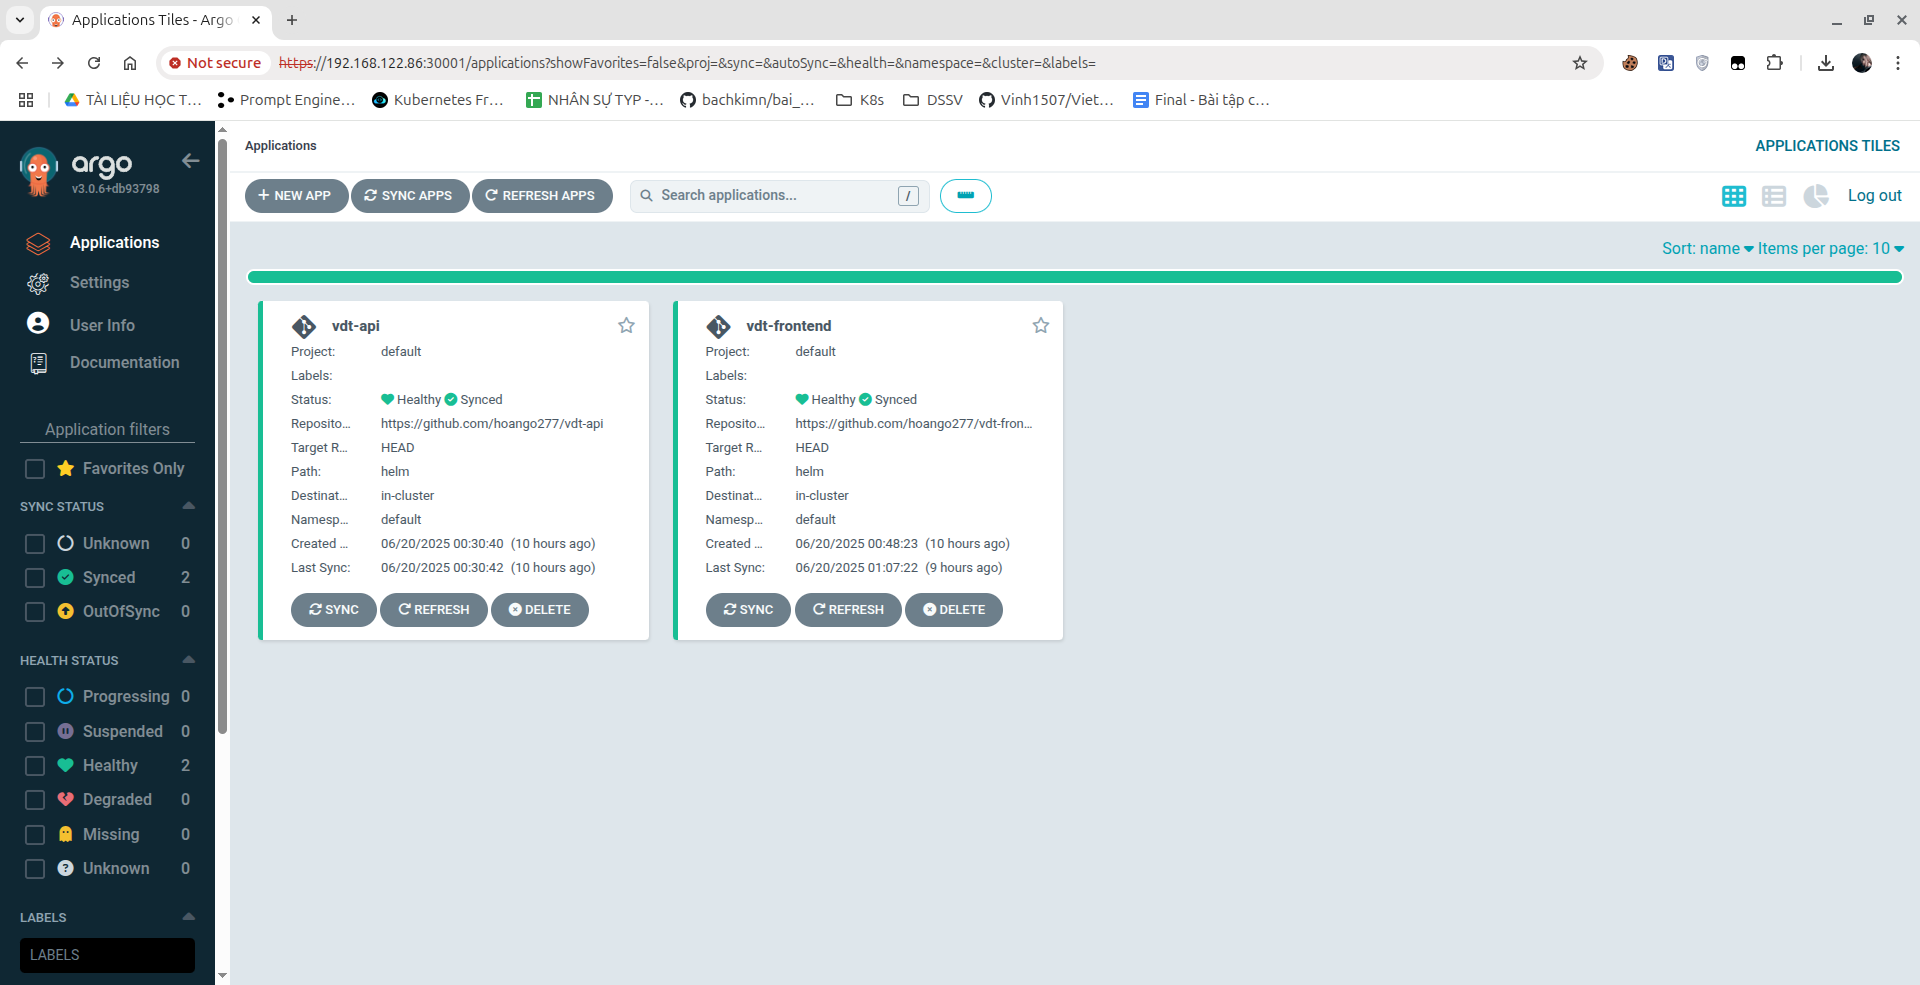 Applications Tiles - Argo
Not secure https://192.168.122.86:30001/applications?showFavorites=false&proj=&sync=&autoSync=&health=&namespace=&cluster=&labels=
TÀI LIỆU HỌC T... Prompt Engine... Kubernetes Fr... NHÂN SỰ TYP -... bachkimn/bai_... K8s DSSV Vinh1507/Viet... Final - Bài tập c...
argo
v3.0.6+db93798
Applications
Settings
User Info
Documentation
Application filters
Favorites Only
SYNC STATUS
Unknown 0
Synced 2
OutOfSync 0
HEALTH STATUS
Progressing 0
Suspended 0
Healthy 2
Degraded 0
Missing 0
Unknown 0
LABELS
LABELS
Applications APPLICATIONS TILES
NEW APP SYNC APPS REFRESH APPS Search applications... / Log out
Sort: name Items per page: 10
vdt-api
Project: default
Labels:
Status: Healthy Synced
Reposito... https://github.com/hoango277/vdt-api
Target R... HEAD
Path: helm
Destinat... in-cluster
Namesp... default
Created ... 06/20/2025 00:30:40 (10 hours ago)
Last Sync: 06/20/2025 00:30:42 (10 hours ago)
SYNC REFRESH DELETE
vdt-frontend
Project: default
Labels:
Status: Healthy Synced
Reposito... https://github.com/hoango277/vdt-fron...
Target R... HEAD
Path: helm
Destinat... in-cluster
Namesp... default
Created ... 06/20/2025 00:48:23 (10 hours ago)
Last Sync: 06/20/2025 01:07:22 (9 hours ago)
SYNC REFRESH DELETE